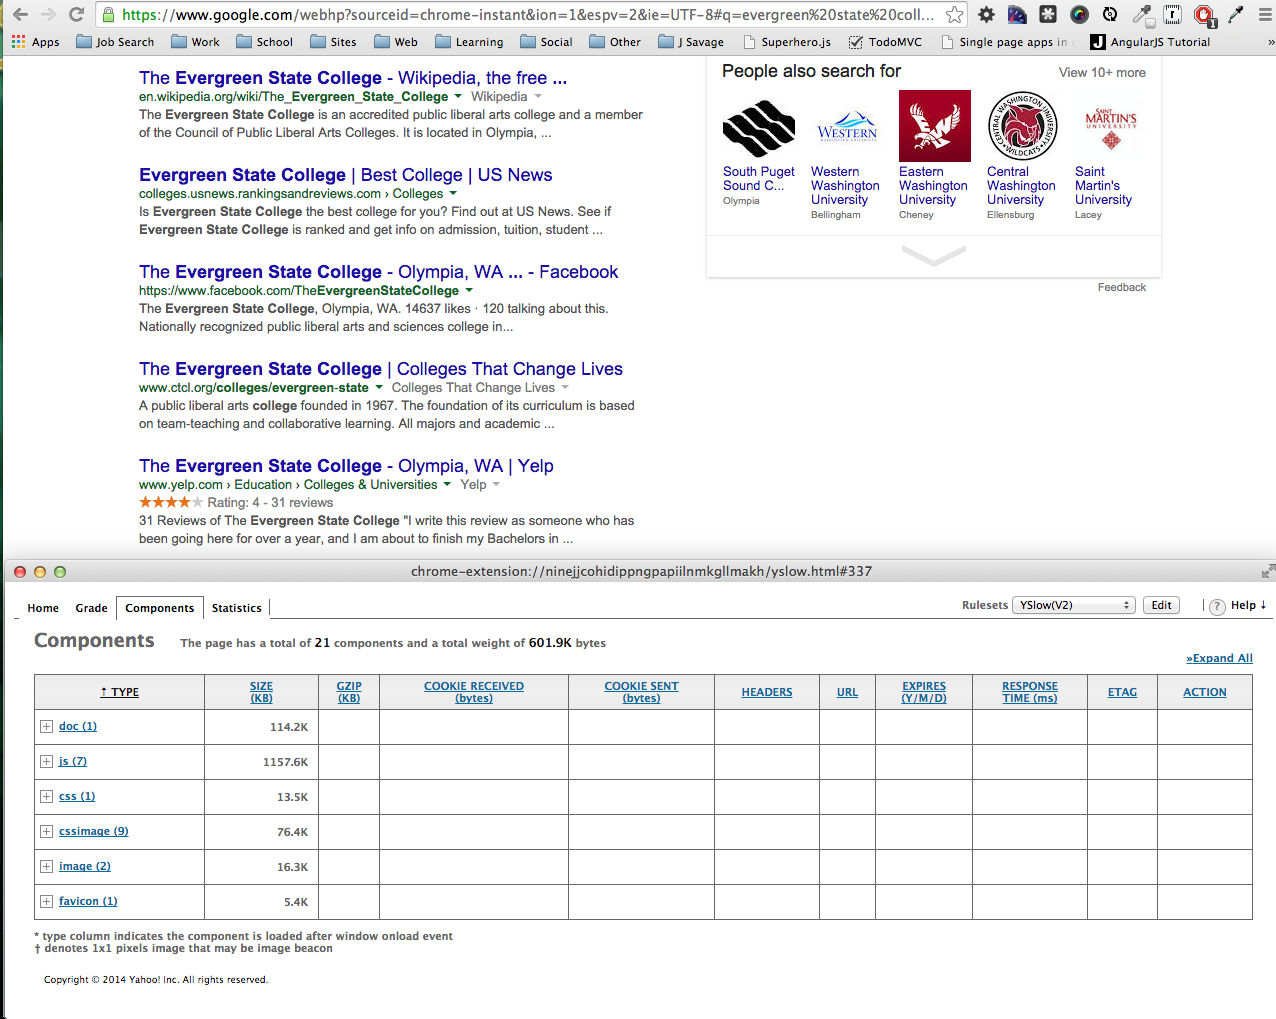 https://www.google.com/webhp?sourceid=chrome-instant&ion=1&espv=2&ie=UTF-8#q=evergreen%20state%20coll...
Apps Job Search Work School Sites Web Learning Social Other J Savage Superhero.js TodoMVC Single page apps in AngularJS Tutorial »
The Evergreen State College - Wikipedia, the free ...
en.wikipedia.org/wiki/The_Evergreen_State_College Wikipedia
The Evergreen State College is an accredited public liberal arts college and a member
of the Council of Public Liberal Arts Colleges. It is located in Olympia, ...
Evergreen State College | Best College | US News
colleges.usnews.rankingsandreviews.com › Colleges
Is Evergreen State College the best college for you? Find out at US News. See if
Evergreen State College is ranked and get info on admission, tuition, student ...
The Evergreen State College - Olympia, WA ... - Facebook
https://www.facebook.com/TheEvergreenStateCollege
The Evergreen State College, Olympia, WA. 14637 likes · 120 talking about this.
Nationally recognized public liberal arts and sciences college in...
The Evergreen State College | Colleges That Change Lives
www.ctcl.org/colleges/evergreen-state Colleges That Change Lives
A public liberal arts college founded in 1967. The foundation of its curriculum is based
on team-teaching and collaborative learning. All majors and academic ...
The Evergreen State College - Olympia, WA | Yelp
www.yelp.com › Education › Colleges & Universities Yelp
Rating: 4 - 31 reviews
31 Reviews of The Evergreen State College "I write this review as someone who has
been going here for over a year, and I am about to finish my Bachelors in ...
People also search for View 10+ more
WESTERN
CENTRAL WASHINGTON UNIVERSITY
WILDCATS
SAINT
MARTIN'S
UNIVERSITY
South Puget Western Eastern Central Saint
Sound C... Washington Washington Washington Martin's
Olympia University University University University
Bellingham Cheney Ellensburg Lacey
Feedback
chrome-extension://ninejjcohidippngpapiilnmkgllmakh/yslow.html#337
Home Grade Components Statistics Rulesets YSlow(V2) Edit ? Help ↓
Components The page has a total of 21 components and a total weight of 601.9K bytes
»Expand All
↑ TYPE SIZE (KB) GZIP (KB) COOKIE RECEIVED (bytes) COOKIE SENT (bytes) HEADERS URL EXPIRES (Y/M/D) RESPONSE TIME (ms) ETAG ACTION
doc (1) 114.2K
js (7) 1157.6K
css (1) 13.5K
cssimage (9) 76.4K
image (2) 16.3K
favicon (1) 5.4K
* type column indicates the component is loaded after window onload event
† denotes 1x1 pixels image that may be image beacon
Copyright © 2014 Yahoo! Inc. All rights reserved.